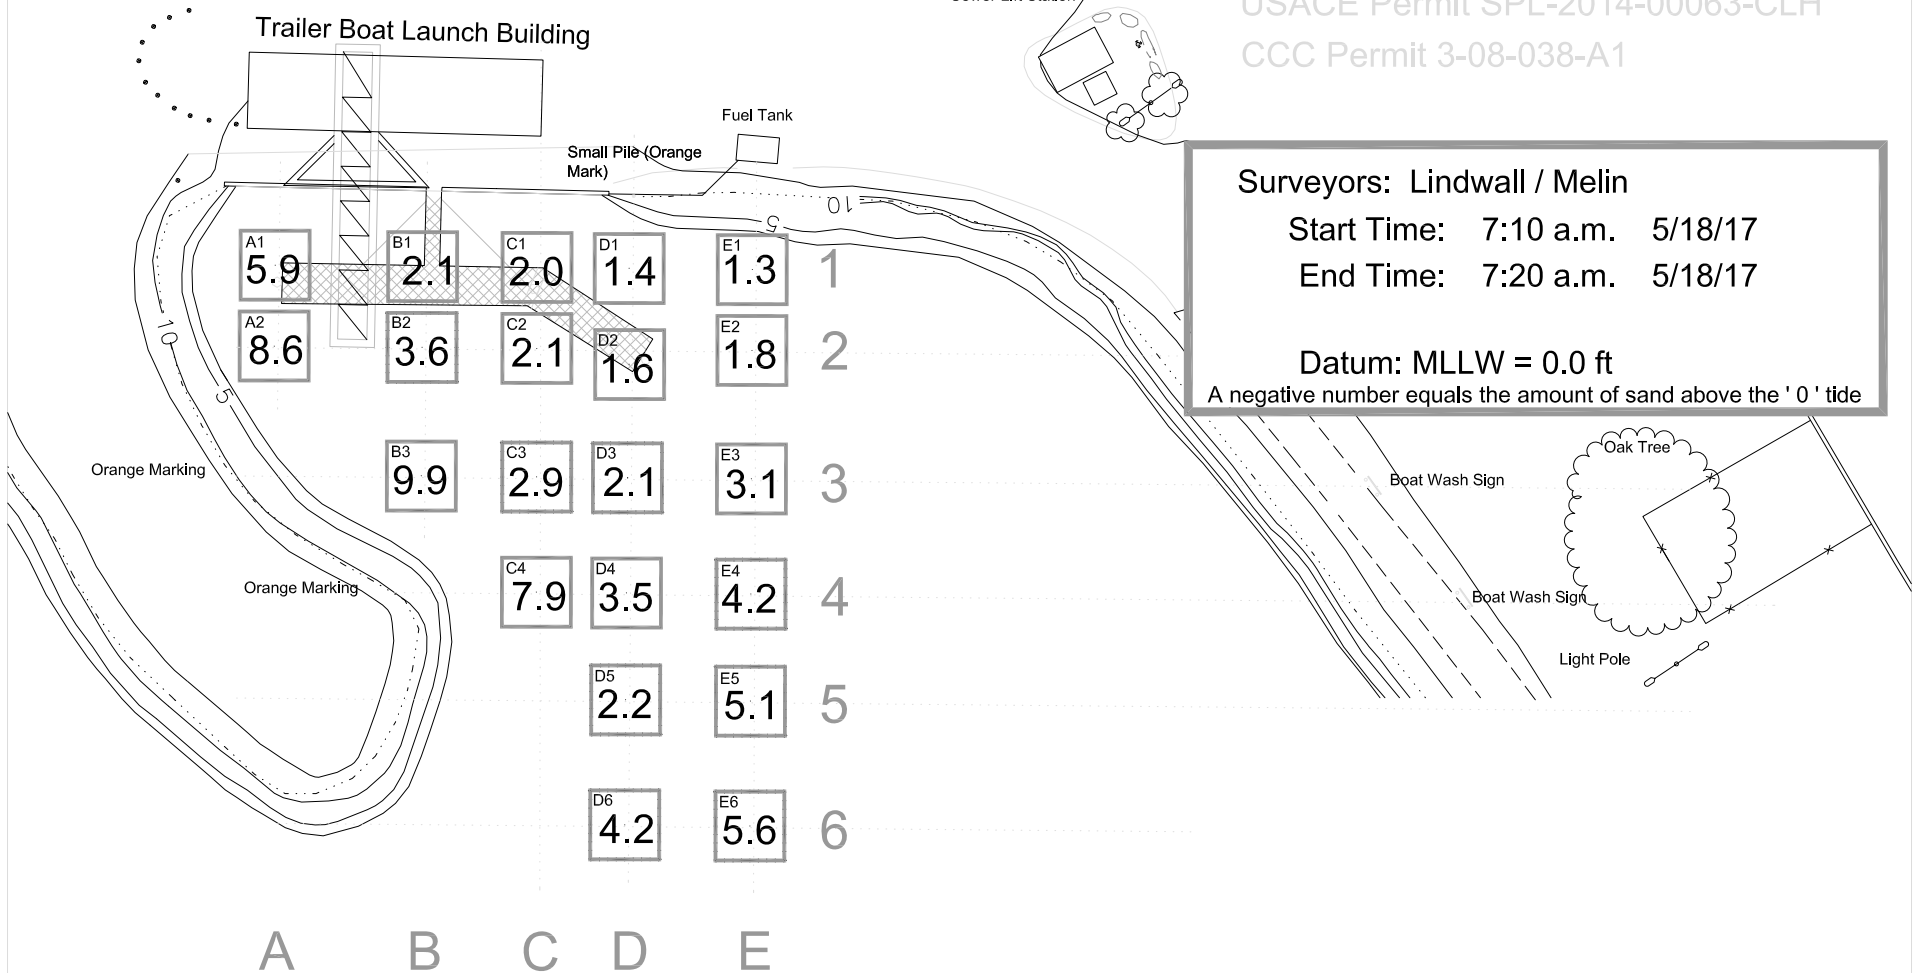 USACE Permit SPL-2014-00063-CLH
CCC Permit 3-08-038-A1
Trailer Boat Launch Building
Fuel Tank
Small Pile (Orange
Mark)
Surveyors: Lindwall / Melin
Start Time: 7:10 a.m. 5/18/17
End Time: 7:20 a.m. 5/18/17
Datum: MLLW = 0.0 ft
A negative number equals the amount of sand above the ' 0 ' tide
10
5
A1 B1 C1 D1 E1
5.9 2.1 2.0 1.4 1.3 1
A2 B2 C2 D2 E2
8.6 3.6 2.1 1.6 1.8 2
10
5
B3 C3 D3 E3
9.9 2.9 2.1 3.1 3
Orange Marking
Boat Wash Sign
Oak Tree
C4 D4 E4
7.9 3.5 4.2 4
Orange Marking
Boat Wash Sign
Light Pole
D5 E5
2.2 5.1 5
D6 E6
4.2 5.6 6
A B C D E